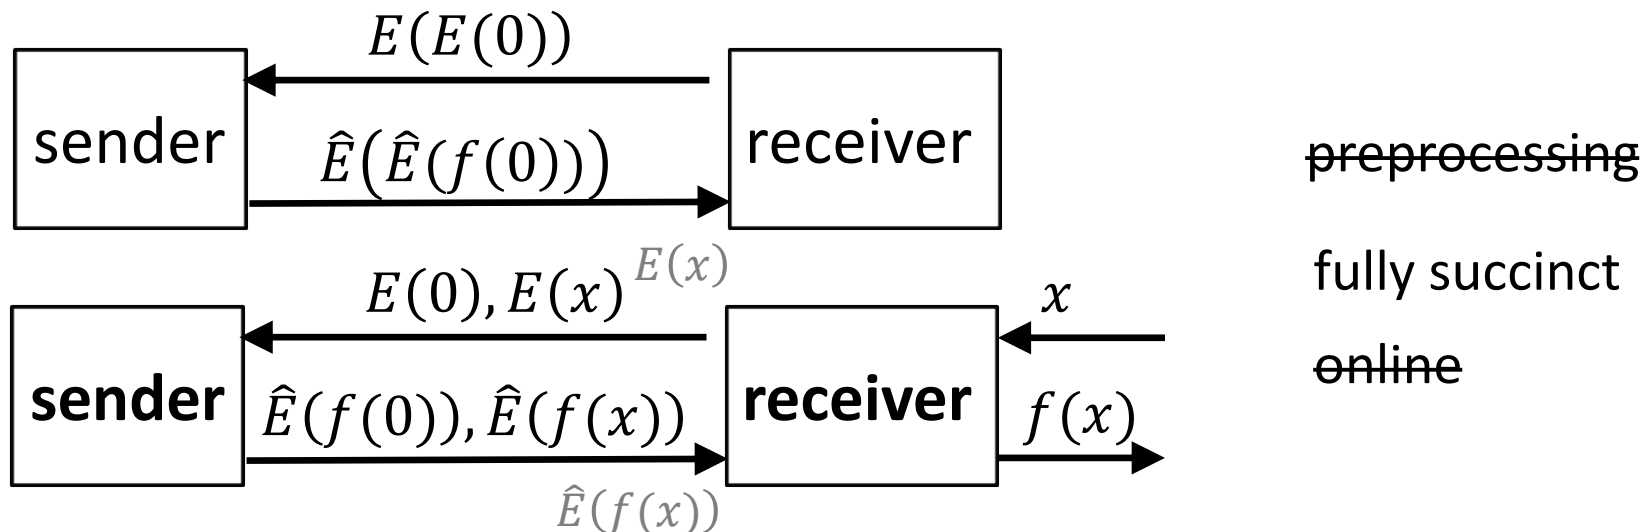 E(E(0))
sender
receiver
Ê(Ê(f(0)))
preprocessing
E(x)
E(0), E(x)
x
fully succinct
sender
receiver
online
Ê(f(0)), Ê(f(x))
f(x)
Ê(f(x))